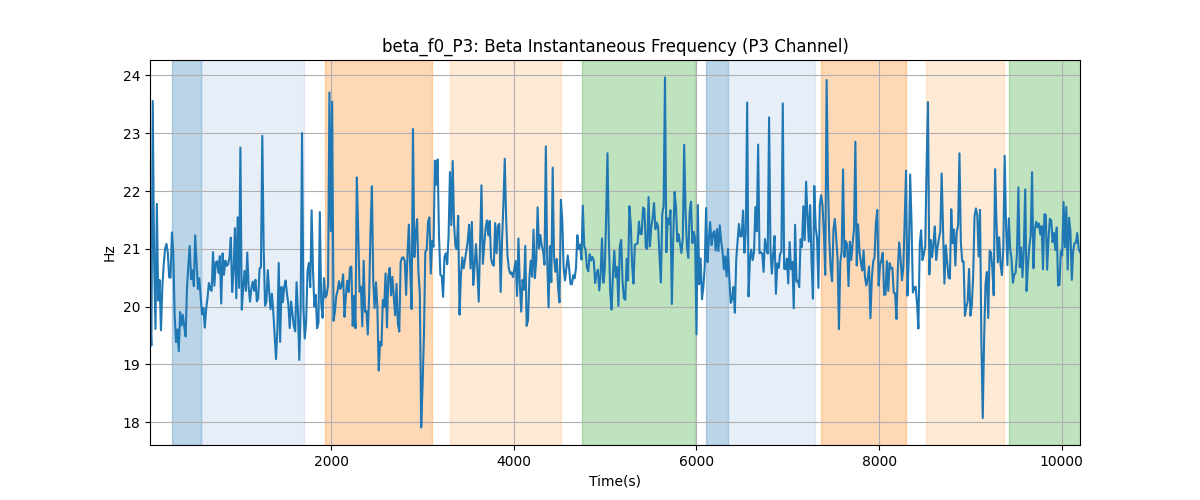 beta_f0_P3: Beta Instantaneous Frequency (P3 Channel)
24
23
22
21
20
19
18
Hz
2000 4000 6000 8000 10000
Time(s)